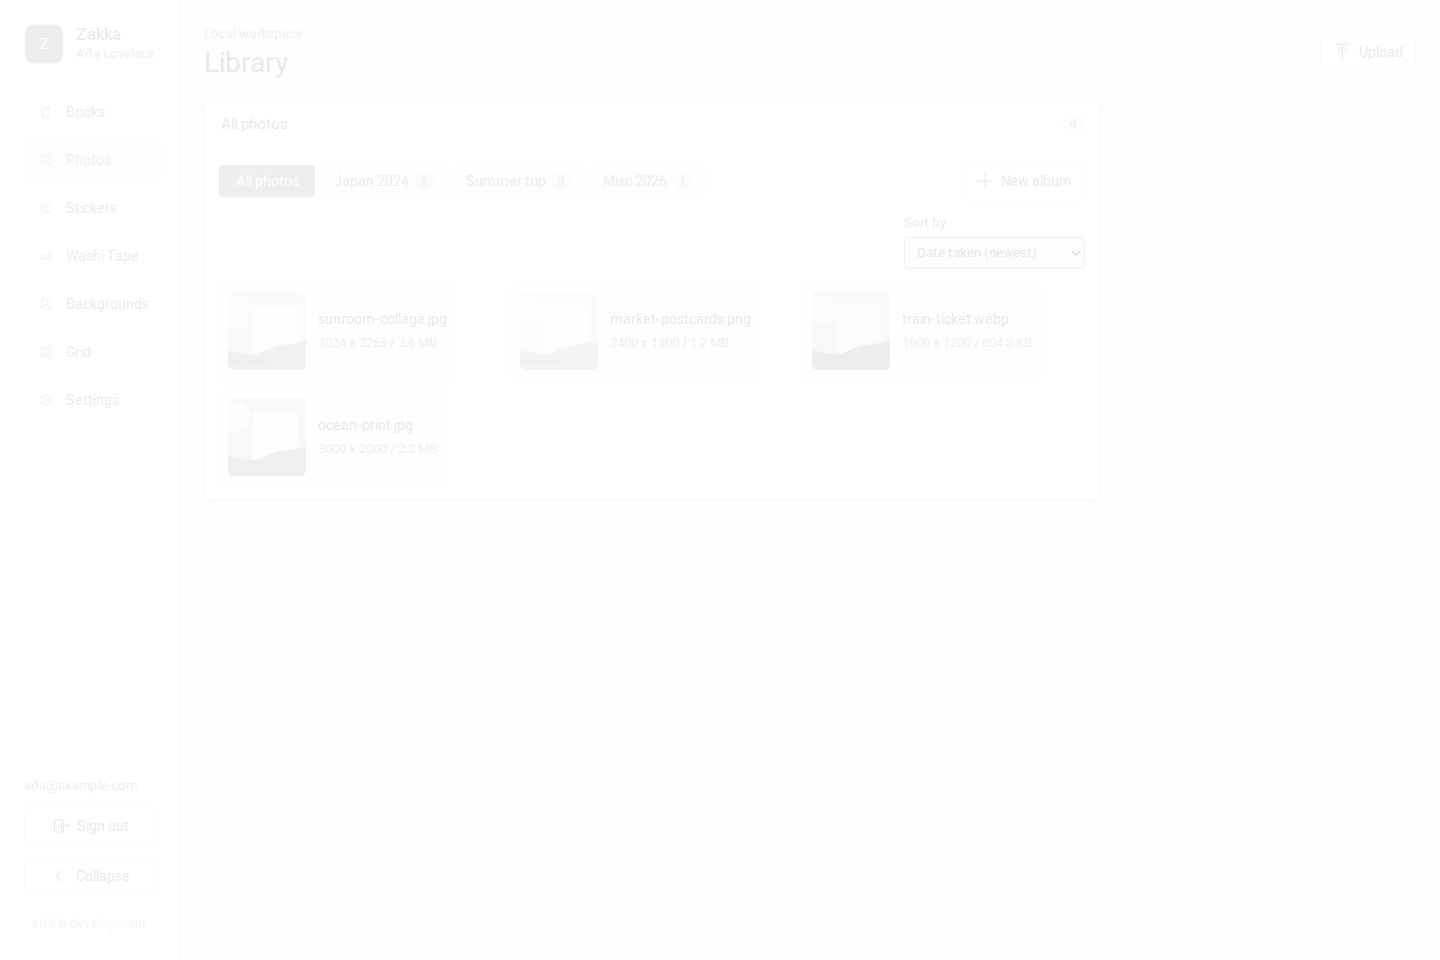 Z
Zakka
Ada Lovelace
Books
Photos
Stickers
Washi Tape
Backgrounds
Grid
Settings
ada@example.com
Sign out
Collapse
v0.0.0-development
Local workspace
Library
Upload
All photos
4
All photos
Japan 2024 2
Summer trip 3
Misc 2026 1
New album
Sort by
Date taken (newest)
sunroom-collage.jpg
3024 x 2268 / 3.6 MB
market-postcards.png
2400 x 1800 / 1.7 MB
train-ticket.webp
1600 x 1200 / 804.8 KB
ocean-print.jpg
3000 x 2000 / 2.3 MB